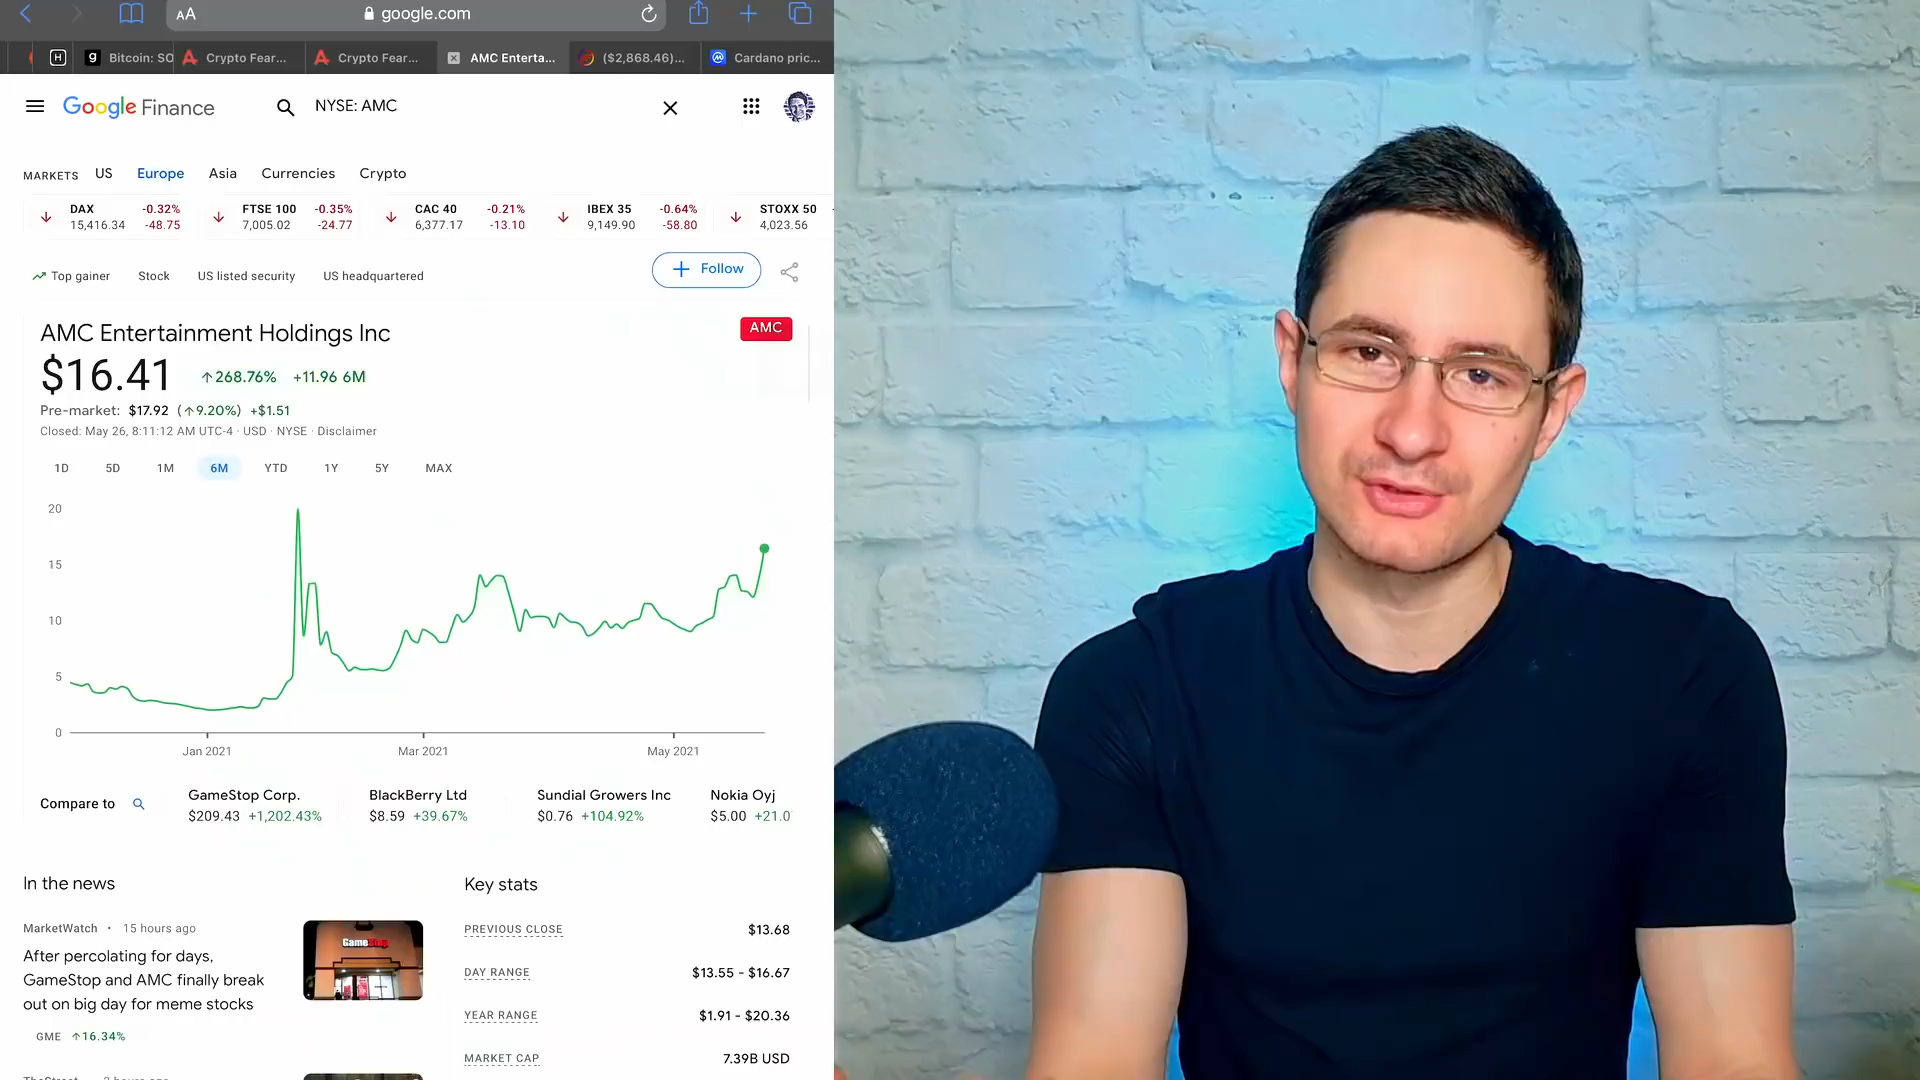 AA google.com
H g Bitcoin: SO Crypto Fear... Crypto Fear... AMC Enterta... ($2,868.46)... Cardano pric...
Google Finance NYSE: AMC
MARKETS US Europe Asia Currencies Crypto
DAX -0.32% FTSE 100 -0.35% CAC 40 -0.21% IBEX 35 -0.64% STOXX 50
15,416.34 -48.75 7,005.02 -24.77 6,377.17 -13.10 9,149.90 -58.80 4,023.56
Top gainer Stock US listed security US headquartered Follow
AMC Entertainment Holdings Inc AMC
$16.41 ↑268.76% +11.96 6M
Pre-market: $17.92 (↑9.20%) +$1.51
Closed: May 26, 8:11:12 AM UTC-4 · USD · NYSE · Disclaimer
1D 5D 1M 6M YTD 1Y 5Y MAX
20
15
10
5
0
Jan 2021 Mar 2021 May 2021
Compare to
GameStop Corp. BlackBerry Ltd Sundial Growers Inc Nokia Oyj
$209.43 +1,202.43% $8.59 +39.67% $0.76 +104.92% $5.00 +21.0
In the news
MarketWatch · 15 hours ago
After percolating for days,
GameStop and AMC finally break
out on big day for meme stocks
GME ↑16.34%
GameStop
Key stats
PREVIOUS CLOSE $13.68
DAY RANGE $13.55 - $16.67
YEAR RANGE $1.91 - $20.36
MARKET CAP 7.39B USD